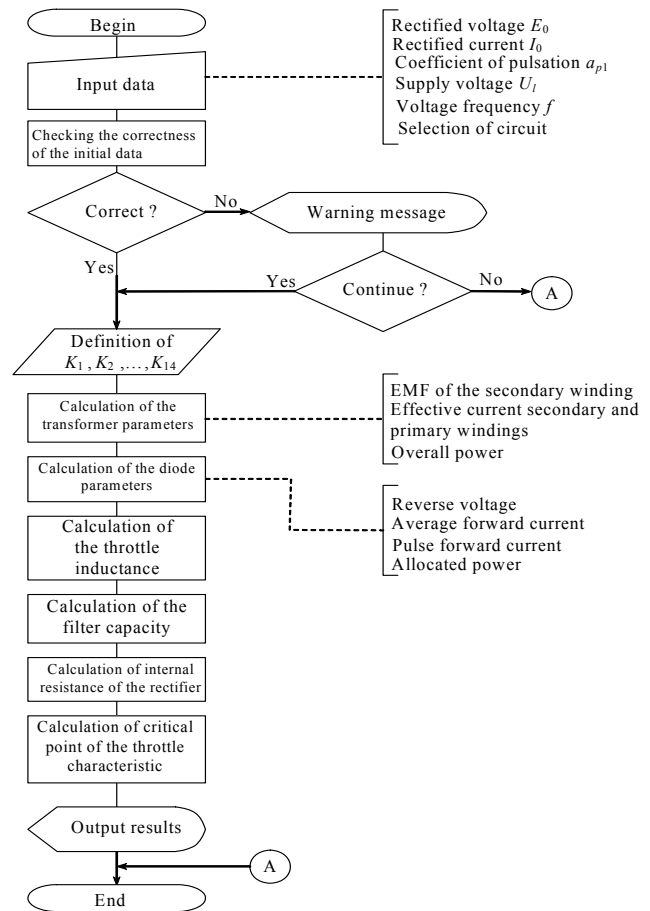 Begin
Input data
Rectified voltage E₀
Rectified current I₀
Coefficient of pulsation aₚ₁
Supply voltage Uₗ
Voltage frequency f
Selection of circuit
Checking the correctness
of the initial data
Correct ?
No
Warning message
Yes
Yes
Continue ?
No
A
Definition of
K₁ , K₂ ,...,K₁₄
Calculation of the
transformer parameters
EMF of the secondary winding
Effective current secondary and
primary windings
Overall power
Calculation of the diode
parameters
Reverse voltage
Average forward current
Pulse forward current
Allocated power
Calculation of
the throttle
inductance
Calculation of the
filter capacity
Calculation of internal
resistance of the rectifier
Calculation of critical
point of the throttle
characteristic
Output results
A
End